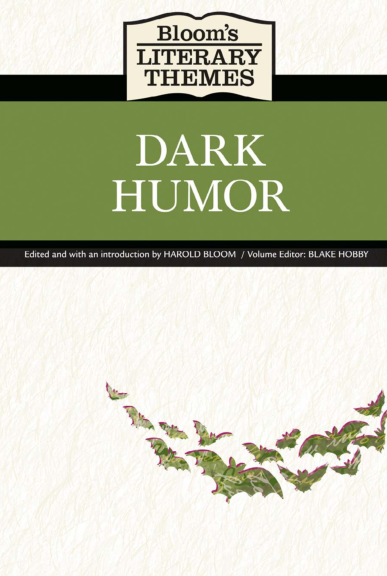 Bloom's
LITERARY
THEMES
DARK
HUMOR
Edited and with an introduction by HAROLD BLOOM / Volume Editor: BLAKE HOBBY